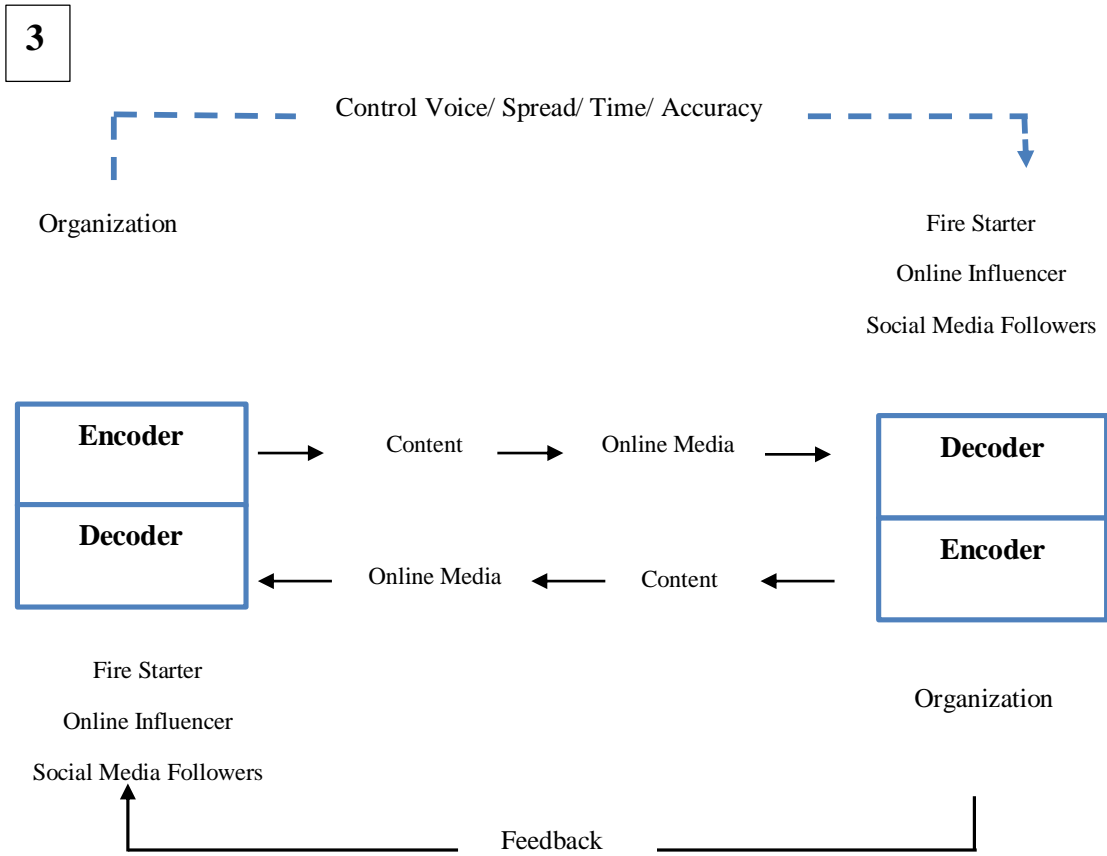 3
Control Voice/ Spread/ Time/ Accuracy
Organization
Fire Starter
Online Influencer
Social Media Followers
Encoder
Content
Online Media
Decoder
Decoder
Online Media
Content
Encoder
Fire Starter
Online Influencer
Social Media Followers
Organization
Feedback